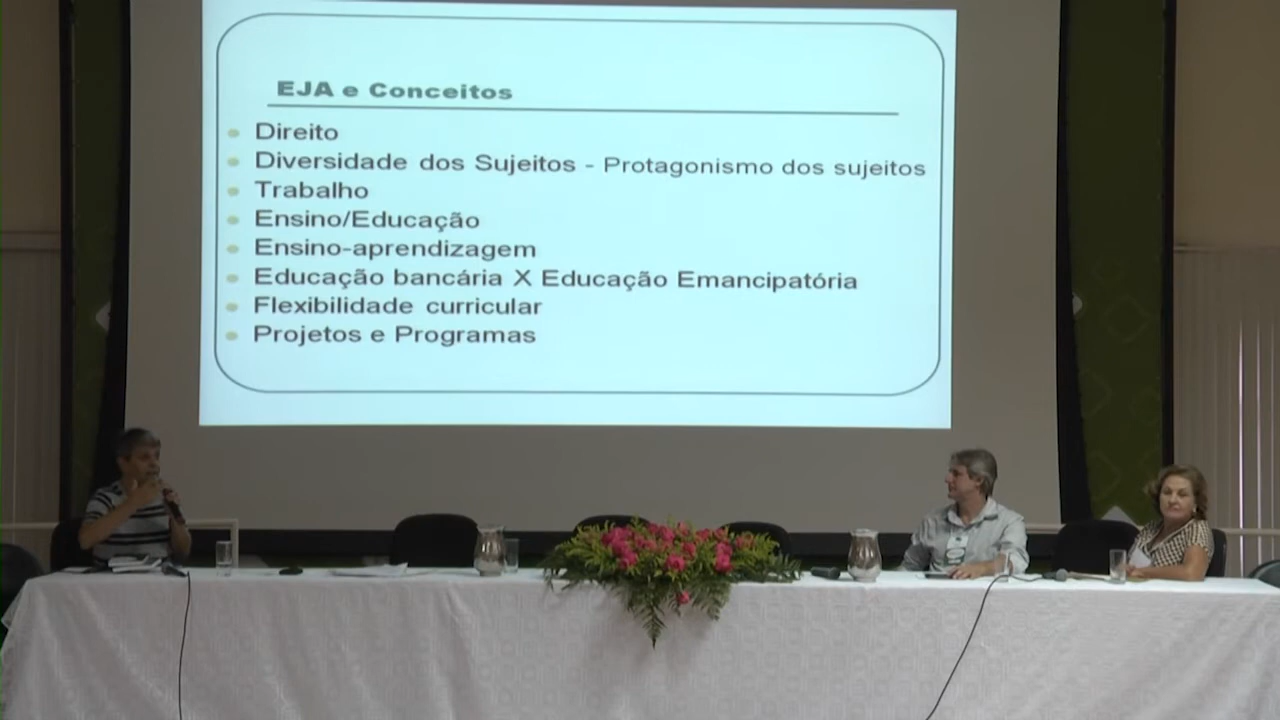 EJA e Conceitos
Direito
Diversidade dos Sujeitos - Protagonismo dos sujeitos
Trabalho
Ensino/Educação
Ensino-aprendizagem
Educação bancária X Educação Emancipatória
Flexibilidade curricular
Projetos e Programas